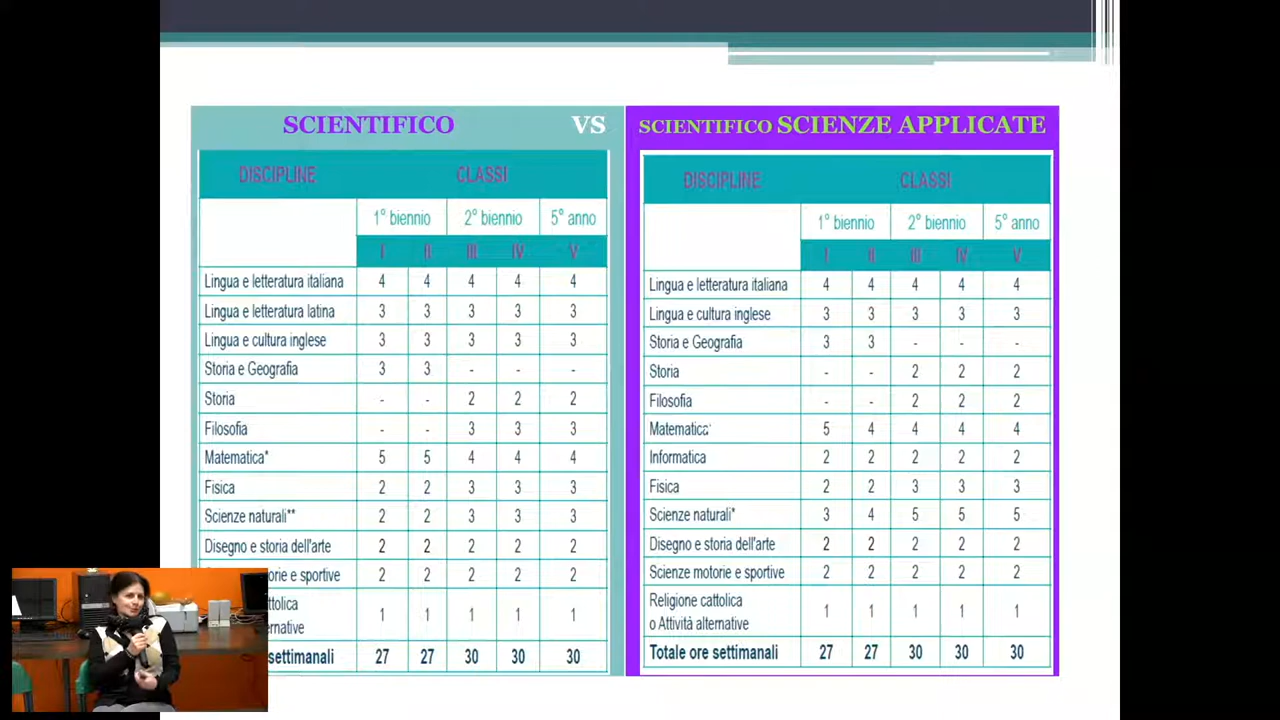 SCIENTIFICO VS
DISCIPLINE CLASSI
1° biennio 2° biennio 5° anno
I II III IV V
Lingua e letteratura italiana 4 4 4 4 4
Lingua e letteratura latina 3 3 3 3 3
Lingua e cultura inglese 3 3 3 3 3
Storia e Geografia 3 3 - - -
Storia - - 2 2 2
Filosofia - - 3 3 3
Matematica* 5 5 4 4 4
Fisica 2 2 3 3 3
Scienze naturali** 2 2 3 3 3
Disegno e storia dell'arte 2 2 2 2 2
orie e sportive 2 2 2 2 2
ttolica
ernative 1 1 1 1 1
settimanali 27 27 30 30 30
SCIENTIFICO SCIENZE APPLICATE
DISCIPLINE CLASSI
1° biennio 2° biennio 5° anno
I II III IV V
Lingua e letteratura italiana 4 4 4 4 4
Lingua e cultura inglese 3 3 3 3 3
Storia e Geografia 3 3 - - -
Storia - - 2 2 2
Filosofia - - 2 2 2
Matematica 5 4 4 4 4
Informatica 2 2 2 2 2
Fisica 2 2 3 3 3
Scienze naturali* 3 4 5 5 5
Disegno e storia dell'arte 2 2 2 2 2
Scienze motorie e sportive 2 2 2 2 2
Religione cattolica
o Attività alternative 1 1 1 1 1
Totale ore settimanali 27 27 30 30 30